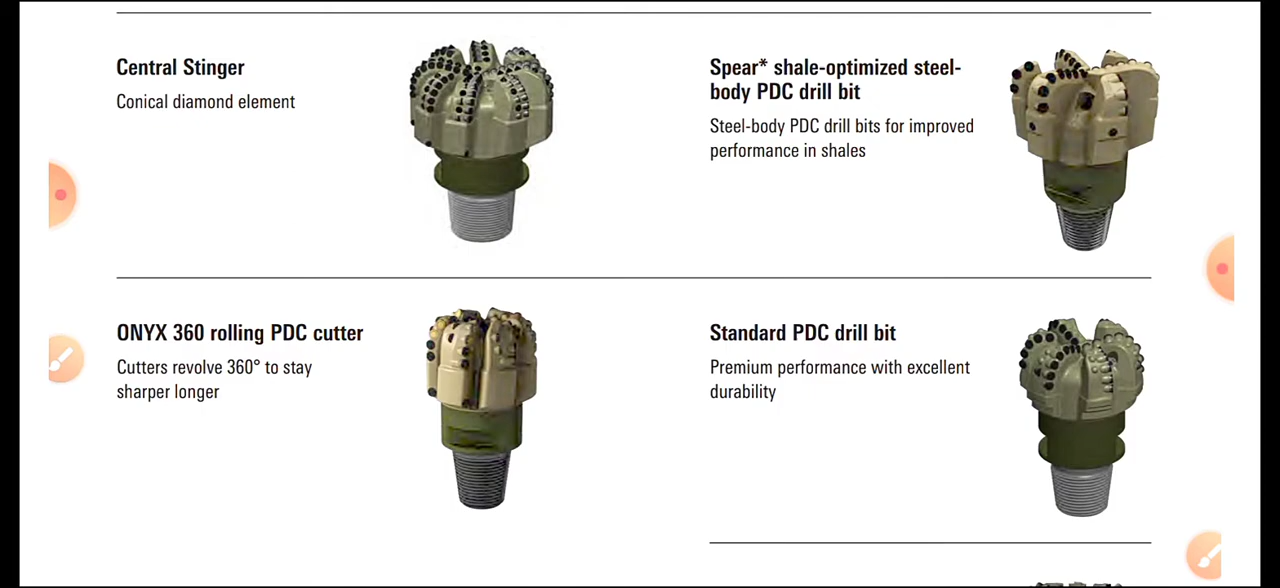 Central Stinger
Conical diamond element
Spear* shale-optimized steel-
body PDC drill bit
Steel-body PDC drill bits for improved
performance in shales
ONYX 360 rolling PDC cutter
Cutters revolve 360° to stay
sharper longer
Standard PDC drill bit
Premium performance with excellent
durability